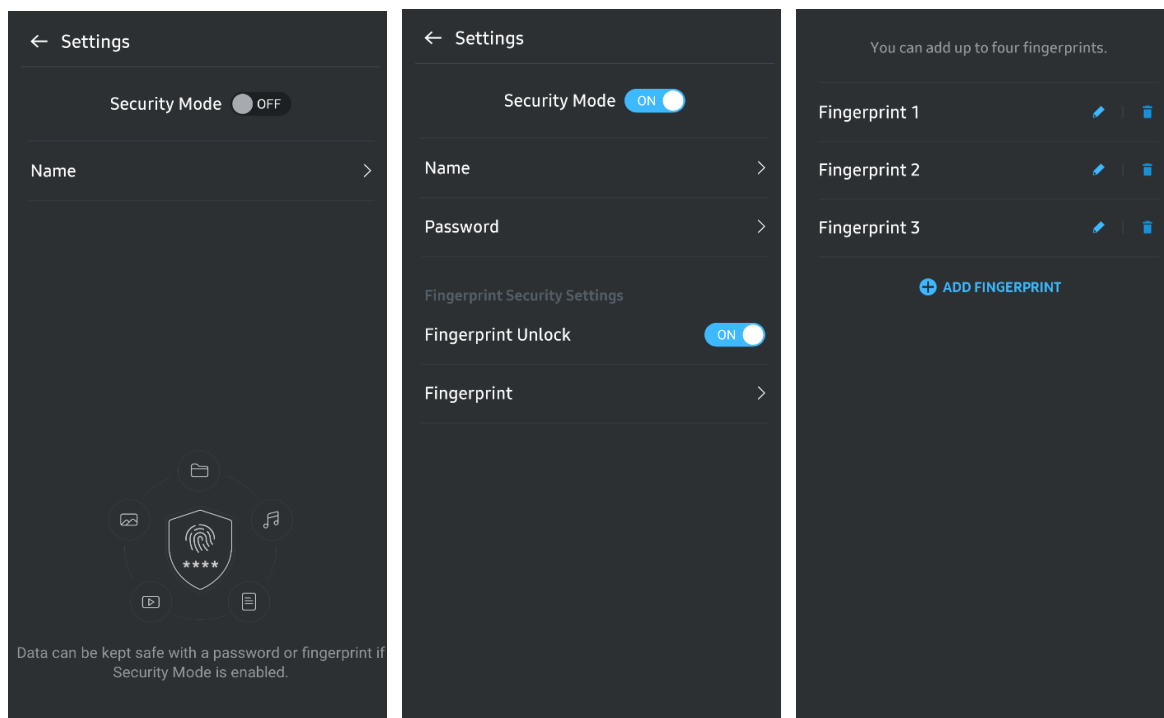 Settings
Security Mode OFF
Name
****
Data can be kept safe with a password or fingerprint if
Security Mode is enabled.
Settings
Security Mode ON
Name
Password
Fingerprint Security Settings
Fingerprint Unlock ON
Fingerprint
You can add up to four fingerprints.
Fingerprint 1
Fingerprint 2
Fingerprint 3
ADD FINGERPRINT